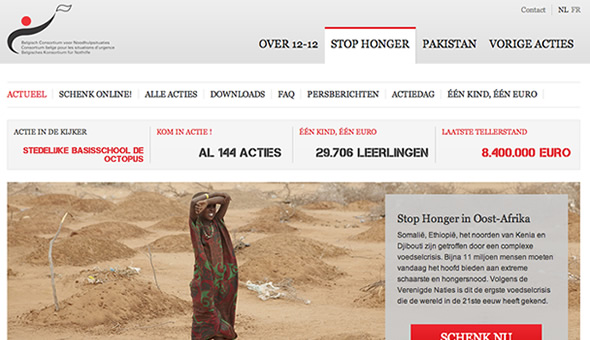 Contact NL FR
Belgisch Consortium voor Noodhulpsituaties
Consortium belge pour les situations d'urgence
Belgisches Konsortium für Nothilfe
OVER 12-12 STOP HONGER PAKISTAN VORIGE ACTIES
ACTUEEL SCHENK ONLINE! ALLE ACTIES DOWNLOADS FAQ PERSBERICHTEN ACTIEDAG ÉÉN KIND, ÉÉN EURO
ACTIE IN DE KIJKER
STEDELIJKE BASISSCHOOL DE
OCTOPUS
KOM IN ACTIE !
AL 144 ACTIES
ÉÉN KIND, ÉÉN EURO
29.706 LEERLINGEN
LAATSTE TELLERSTAND
8.400.000 EURO
Stop Honger in Oost-Afrika
Somalië, Ethiopië, het noorden van Kenia en
Djibouti zijn getroffen door een complexe
voedselcrisis. Bijna 11 miljoen mensen moeten
vandaag het hoofd bieden aan extreme
schaarste en hongersnood. Volgens de
Verenigde Naties is dit de ergste voedselcrisis
die de wereld in de 21ste eeuw heeft gekend.
SCHENK NU